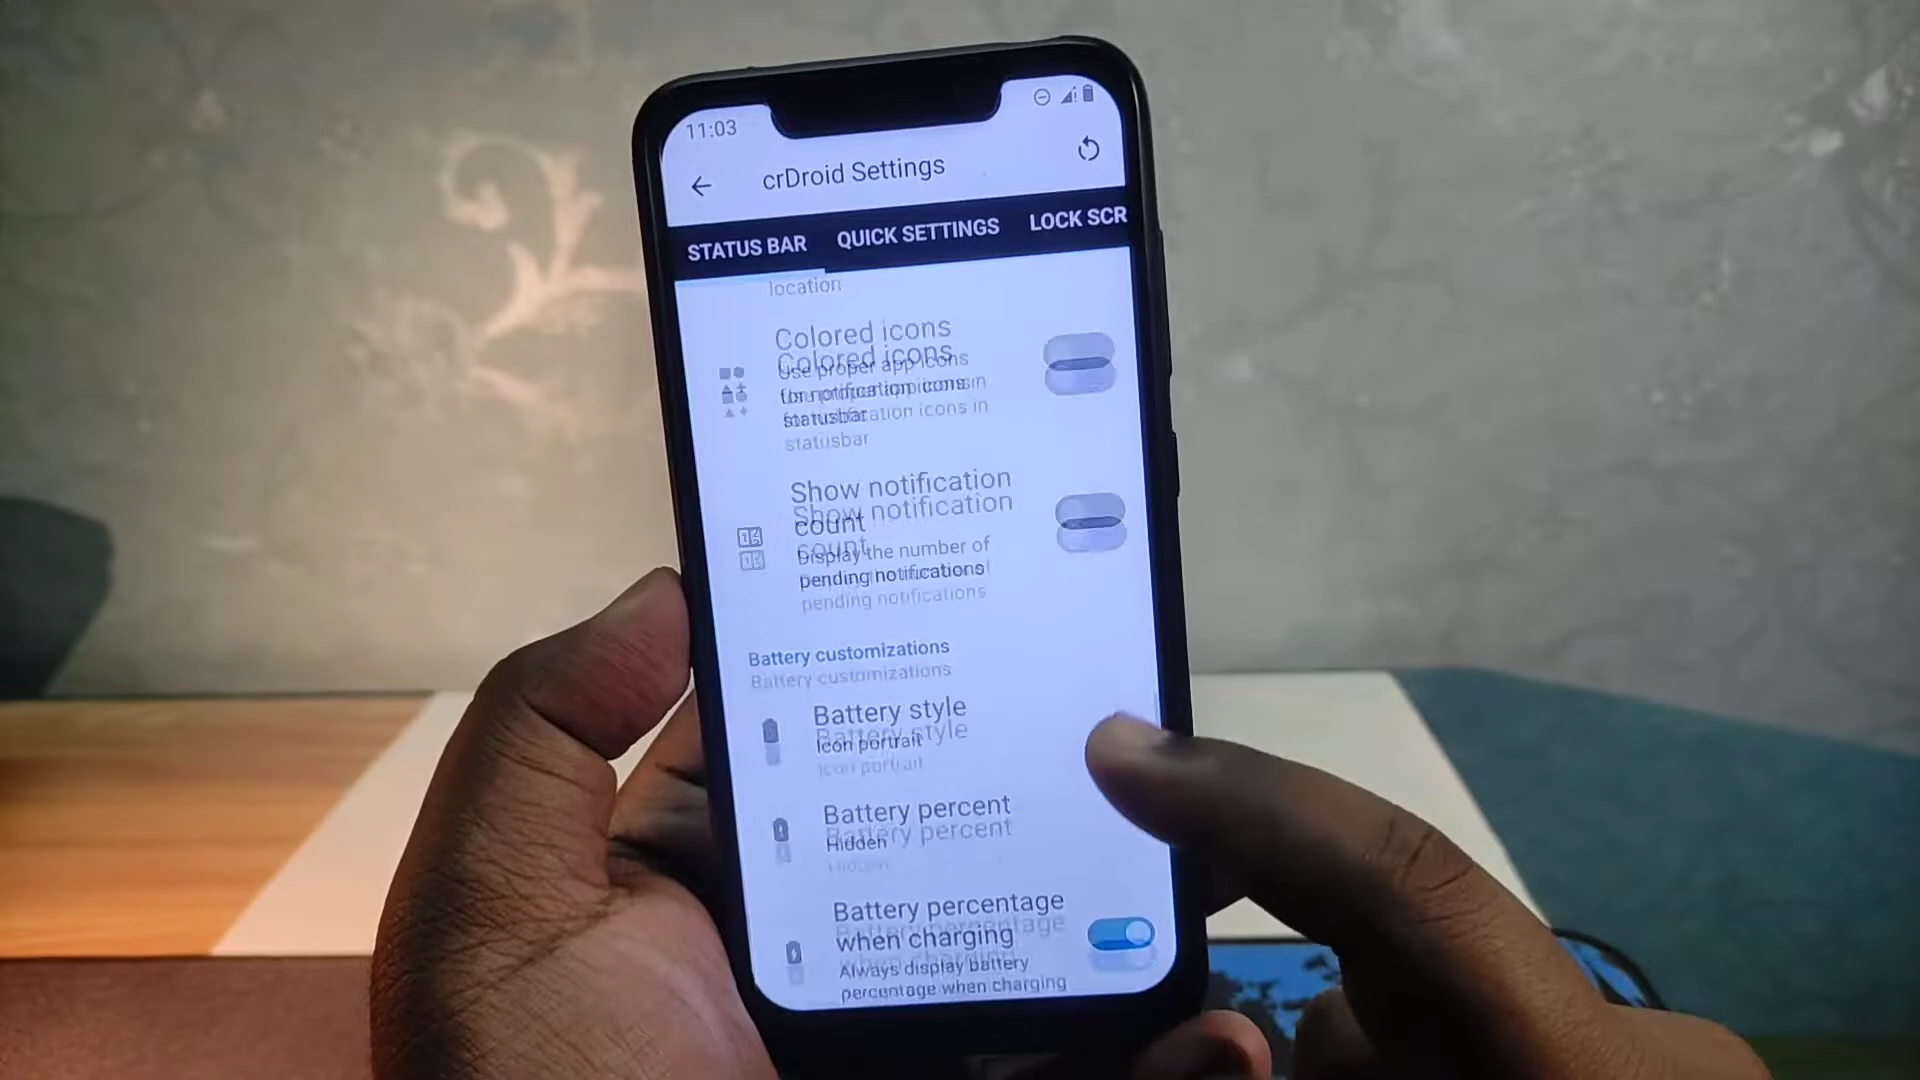 11:03
crDroid Settings
STATUS BAR
QUICK SETTINGS
LOCK SCR
location
Colored icons
Use proper app icons
for notification icons in
statusbar
Show notification
count
Display the number of
pending notifications
Battery customizations
Battery style
Icon portrait
Battery percent
Hidden
Battery percentage
when charging
Always display battery
percentage when charging